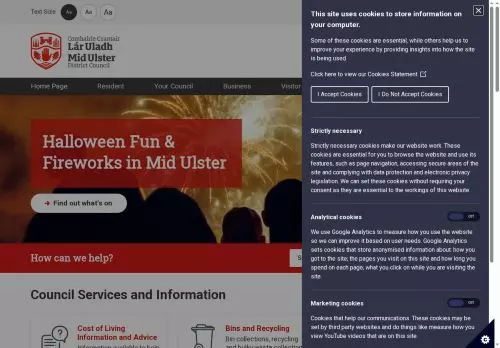 Text Size Aa Aa Aa
Comhairle Ceantair
Lár Uladh
Mid Ulster
District Council
Home Page Resident Your Council Business Visitor
Halloween Fun &
Fireworks in Mid Ulster
Find out what's on
How can we help?
S
Council Services and Information
Cost of Living
Information and Advice
Information available to help
Bins and Recycling
Bin collections, recycling
and bulky waste collection
This site uses cookies to store information on
your computer.
Some of these cookies are essential, while others help us to
improve your experience by providing insights into how the site
is being used
Click here to view our Cookies Statement
I Accept Cookies I Do Not Accept Cookies
Strictly necessary
Strictly necessary cookies make our website work. These
cookies are essential for you to browse the website and use its
features, such as page navigation, accessing secure areas of the
site and complying with data protection and electronic privacy
legislation. We can set these cookies without requiring your
consent as they are essential to the workings of this website.
Analytical cookies Off
We use Google Analytics to measure how you use the website
so we can improve it based on user needs. Google Analytics
sets cookies that store anonymised information about: how you
got to the site; the pages you visit on this site and how long you
spend on each page; what you click on while you are visiting the
site.
Marketing cookies Off
Cookies that help our communications. These cookies may be
set by third party websites and do things like measure how you
view YouTube videos that are on this site.